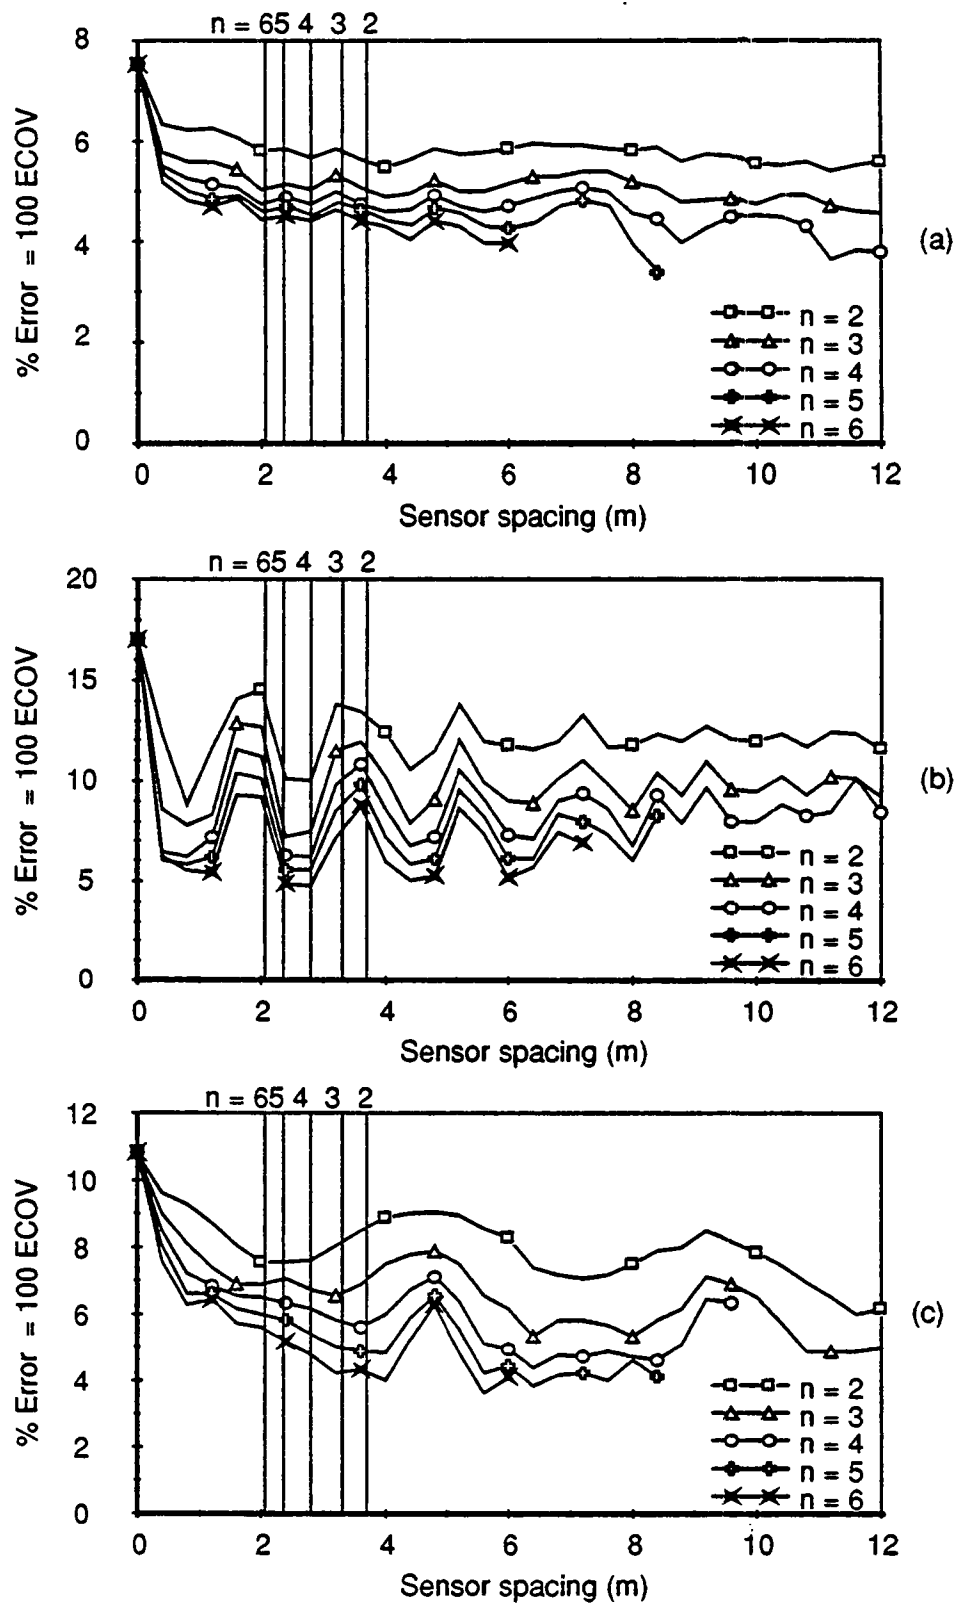 n = 65 4 3 2
8
6
4
2
0
% Error = 100 ECOV
0 2 4 6 8 10 12
Sensor spacing (m)
(a)
n = 2
n = 3
n = 4
n = 5
n = 6
n = 65 4 3 2
20
15
10
5
0
% Error = 100 ECOV
0 2 4 6 8 10 12
Sensor spacing (m)
(b)
n = 2
n = 3
n = 4
n = 5
n = 6
n = 65 4 3 2
12
10
8
6
4
2
0
% Error = 100 ECOV
0 2 4 6 8 10 12
Sensor spacing (m)
(c)
n = 2
n = 3
n = 4
n = 5
n = 6